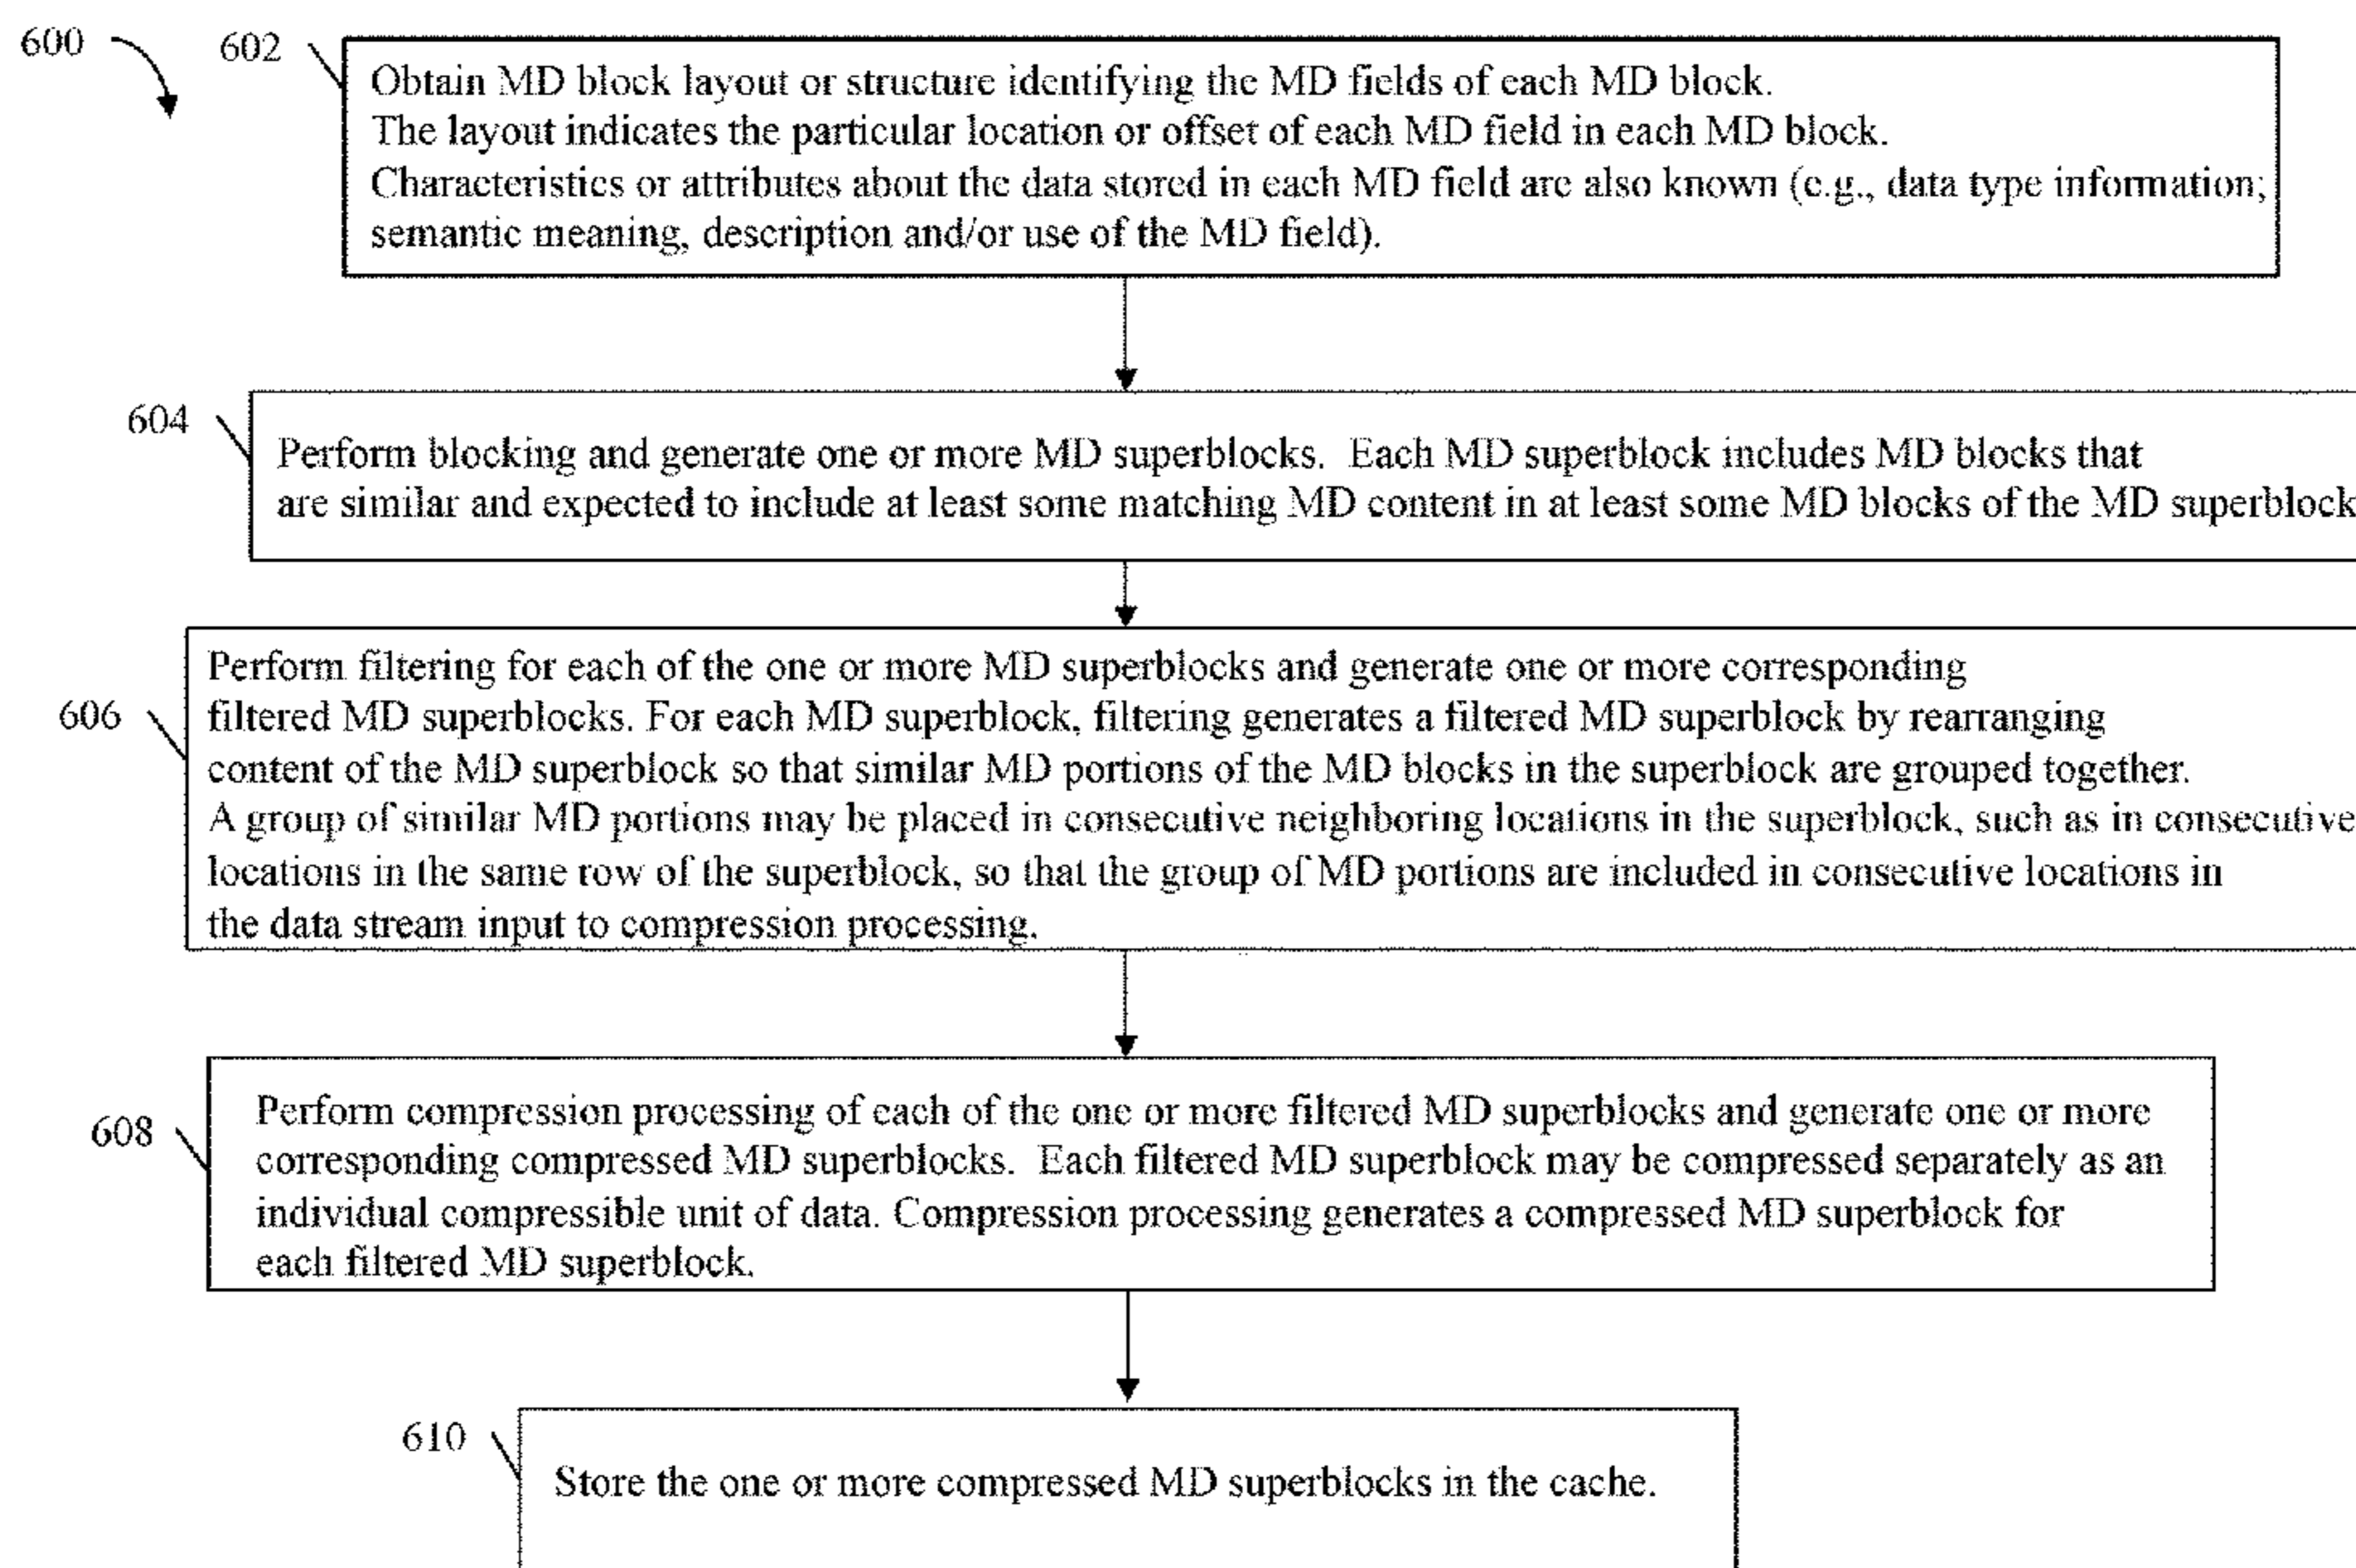 600
602
Obtain MD block layout or structure identifying the MD fields of each MD block.
The layout indicates the particular location or offset of each MD field in each MD block.
Characteristics or attributes about the data stored in each MD field are also known (e.g., data type information;
semantic meaning, description and/or use of the MD field).
604
Perform blocking and generate one or more MD superblocks. Each MD superblock includes MD blocks that
are similar and expected to include at least some matching MD content in at least some MD blocks of the MD superblock
606
Perform filtering for each of the one or more MD superblocks and generate one or more corresponding
filtered MD superblocks. For each MD superblock, filtering generates a filtered MD superblock by rearranging
content of the MD superblock so that similar MD portions of the MD blocks in the superblock are grouped together.
A group of similar MD portions may be placed in consecutive neighboring locations in the superblock, such as in consecutive
locations in the same row of the superblock, so that the group of MD portions are included in consecutive locations in
the data stream input to compression processing.
608
Perform compression processing of each of the one or more filtered MD superblocks and generate one or more
corresponding compressed MD superblocks. Each filtered MD superblock may be compressed separately as an
individual compressible unit of data. Compression processing generates a compressed MD superblock for
each filtered MD superblock.
610
Store the one or more compressed MD superblocks in the cache.